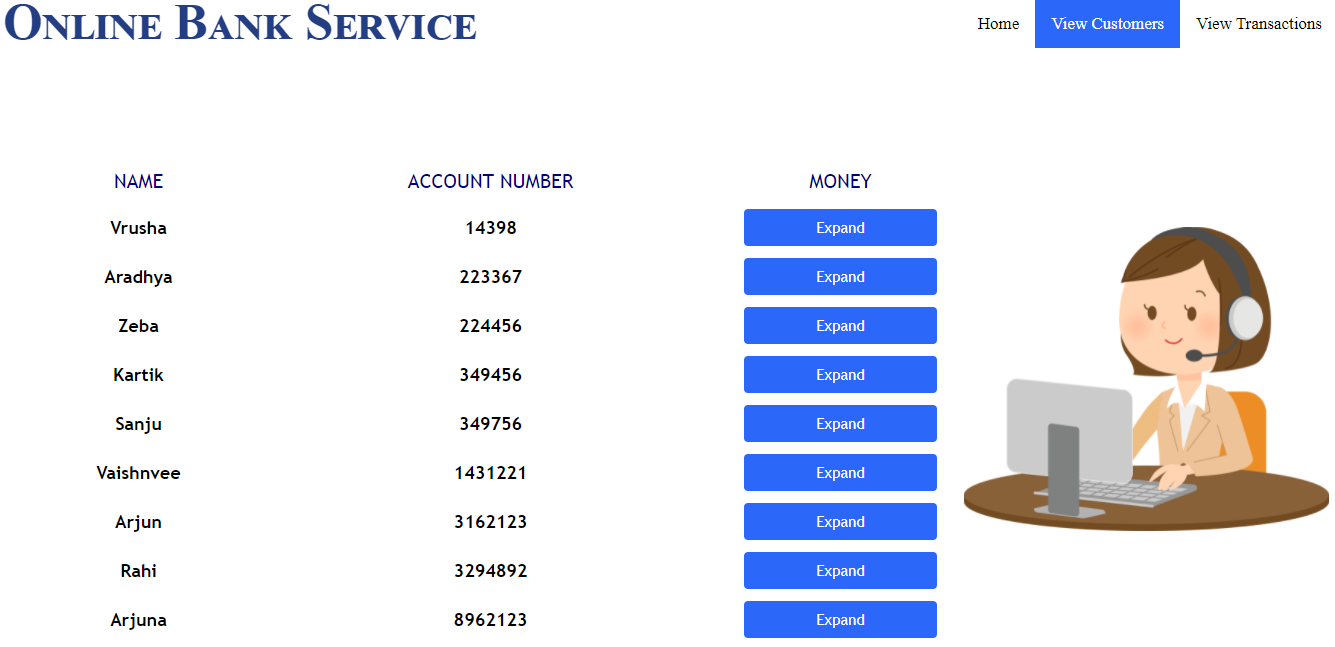 Online Bank Service
Home View Customers View Transactions
NAME ACCOUNT NUMBER MONEY
Vrusha 14398 Expand
Aradhya 223367 Expand
Zeba 224456 Expand
Kartik 349456 Expand
Sanju 349756 Expand
Vaishnvee 1431221 Expand
Arjun 3162123 Expand
Rahi 3294892 Expand
Arjuna 8962123 Expand